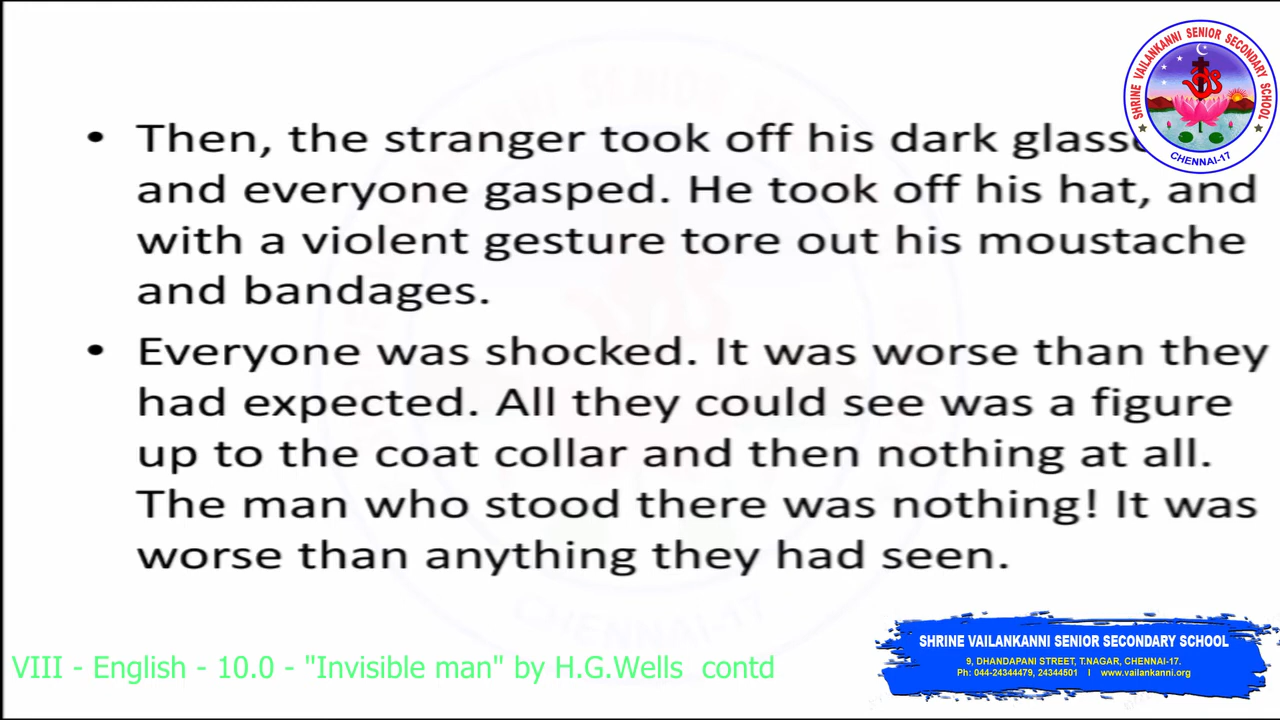 SHRINE VAILANKANNI SENIOR SECONDARY SCHOOL
CHENNAI-17
• Then, the stranger took off his dark
and everyone gasped. He took off his hat, and
with a violent gesture tore out his moustache
and bandages.
• Everyone was shocked. It was worse than they
had expected. All they could see was a figure
up to the coat collar and then nothing at all.
The man who stood there was nothing! It was
worse than anything they had seen.
SHRINE VAILANKANNI SENIOR SECONDARY SCHOOL
9, DHANDAPANI STREET, T.NAGAR, CHENNAI-17.
Ph: 044-24344479, 24344501 I www.vailankanni.org
VIII - English - 10.0 - "Invisible man" by H.G.Wells contd